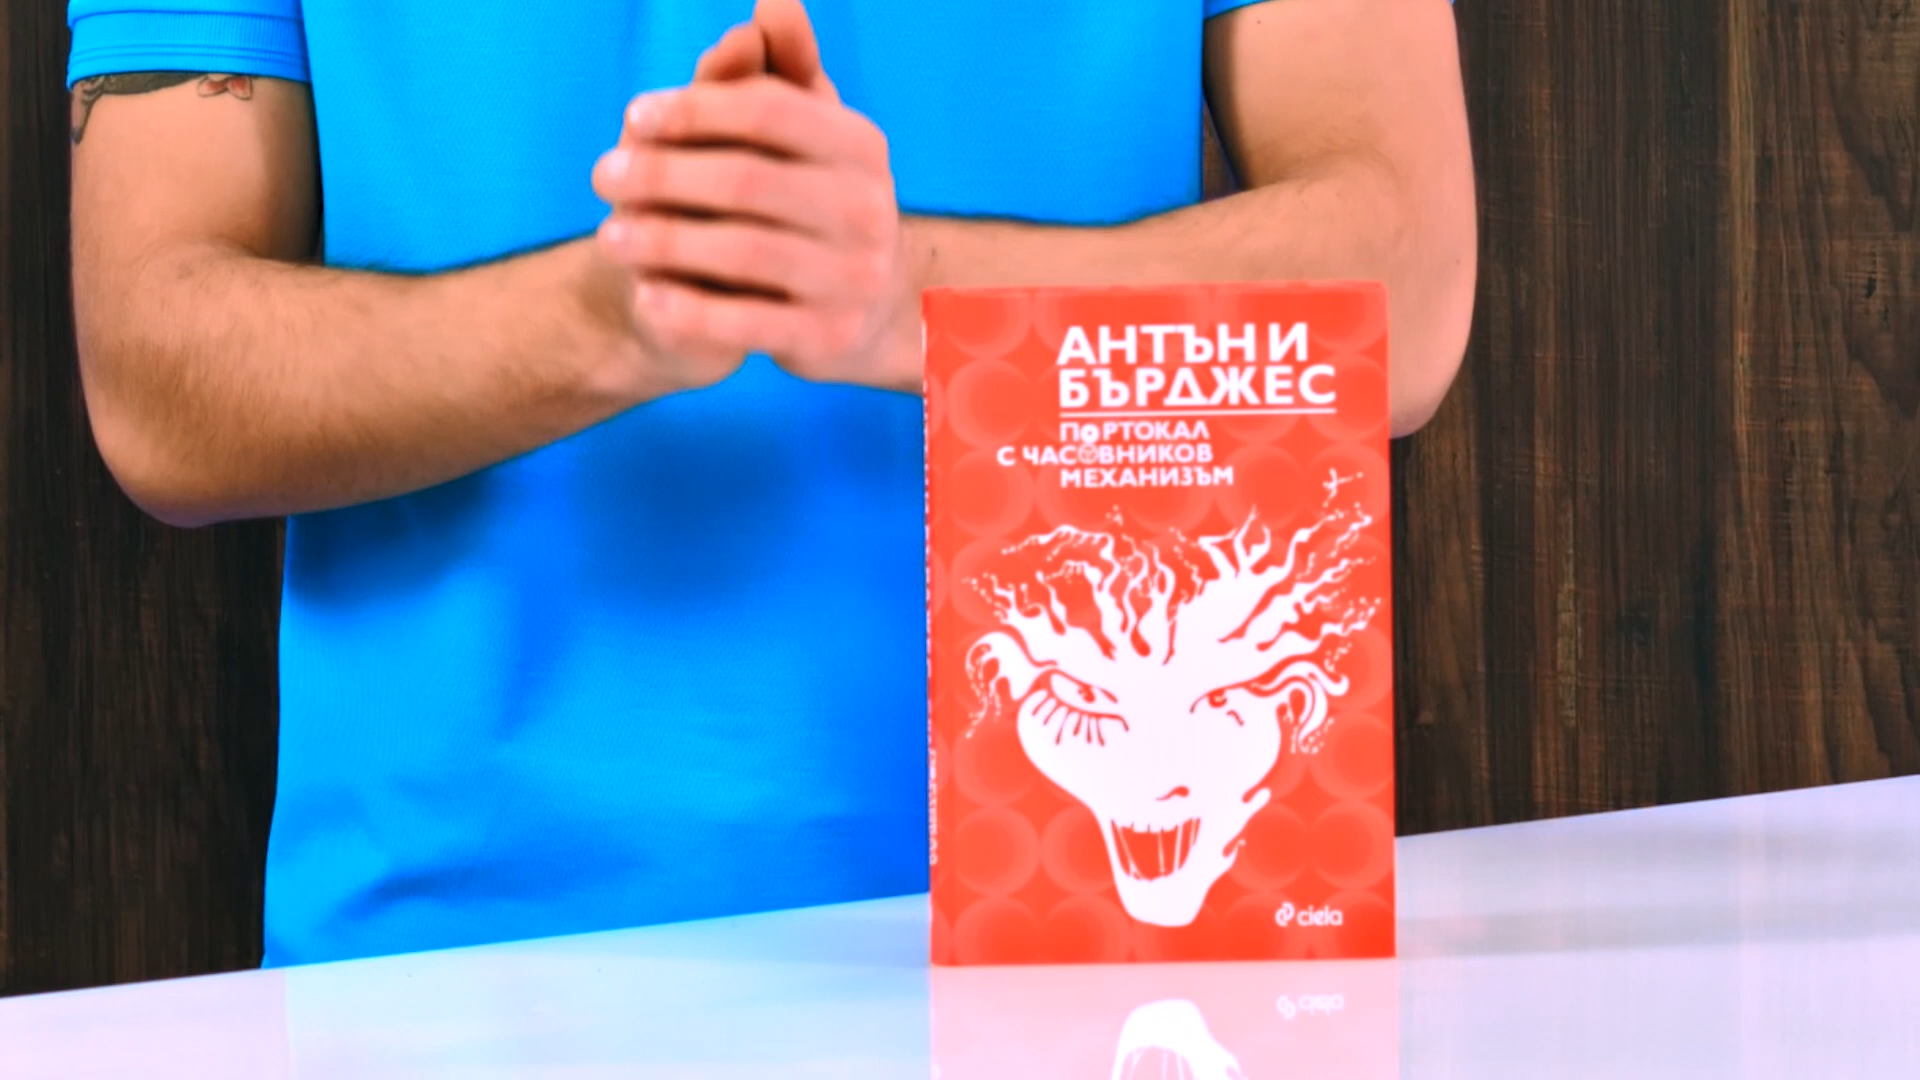 АНТЪНИ
БЪРДЖЕС
ПОРТОКАЛ
С ЧАСОВНИКОВ
МЕХАНИЗЪМ
ciela